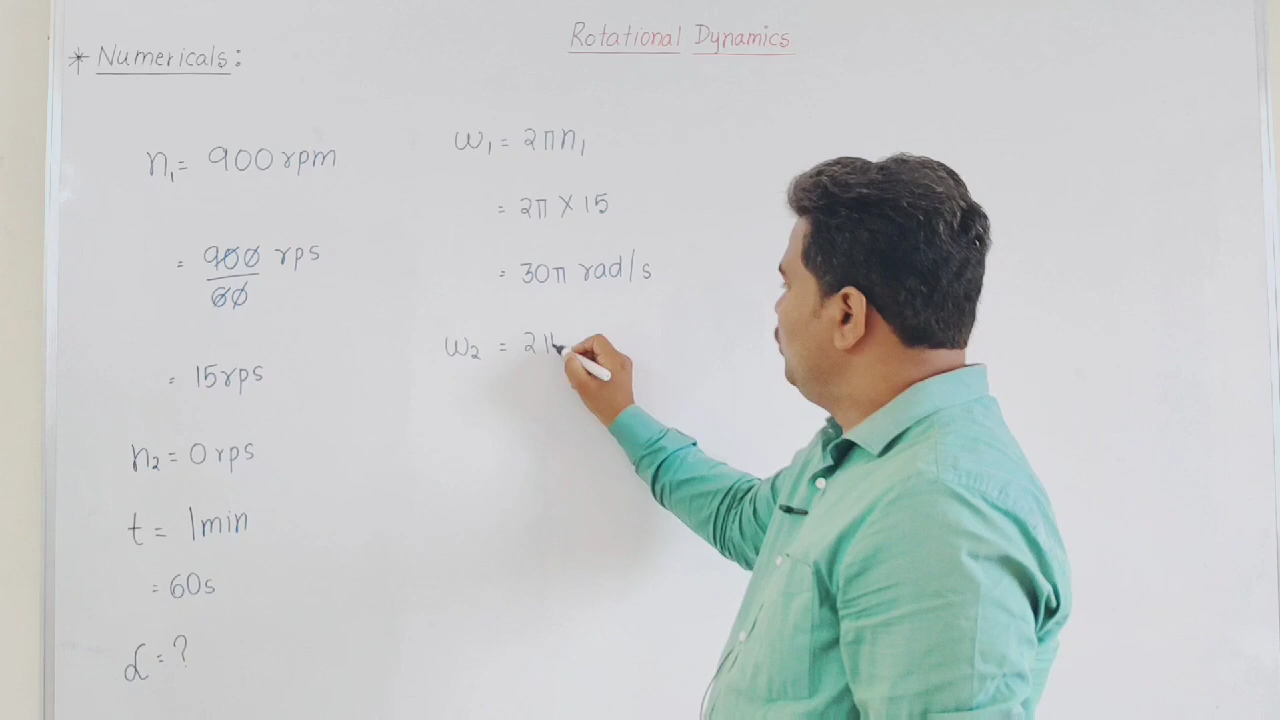 Rotational Dynamics
* Numericals:
n₁ = 900 rpm
= 900/60 rps
= 15 rps
n₂ = 0 rps
t = 1 min
= 60s
α = ?
ω₁ = 2πn₁
= 2π × 15
= 30π rad/s
ω₂ = 2π